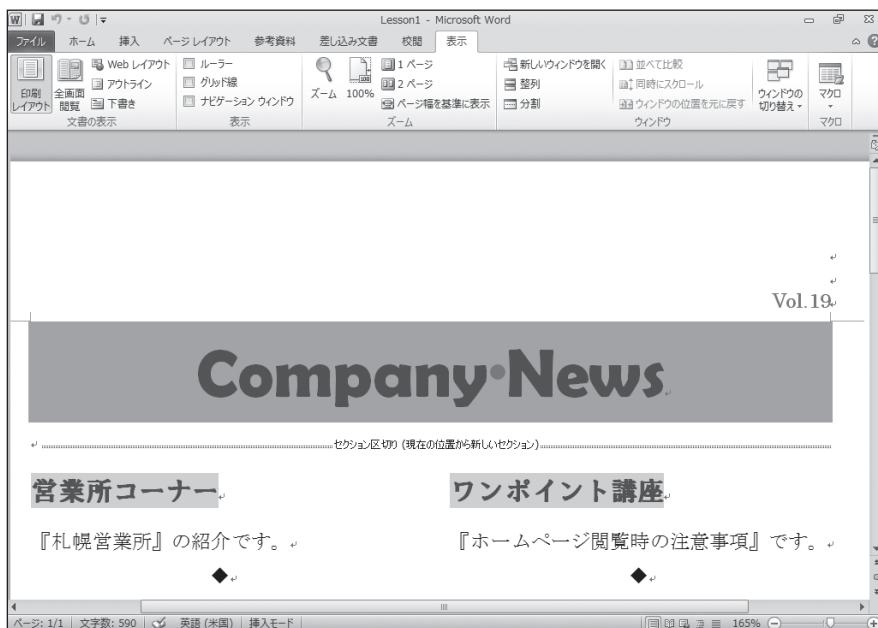 Lesson1 - Microsoft Word
ファイル ホーム 挿入 ページ レイアウト 参考資料 差し込み文書 校閲 表示
印刷 レイアウト
全画面 閲覧
Web レイアウト
アウトライン
下書き
文書の表示
ルーラー
グリッド線
ナビゲーション ウィンドウ
表示
ズーム
100%
1 ページ
2 ページ
ページ幅を基準に表示
ズーム
新しいウィンドウを開く
整列
分割
並べて比較
同時にスクロール
ウィンドウの位置を元に戻す
ウィンドウの 切り替え
ウィンドウ
マクロ
マクロ
Vol.19
Company•News
セクション区切り (現在の位置から新しいセクション)
営業所コーナー
『札幌営業所』の紹介です。
◆
ワンポイント講座
『ホームページ閲覧時の注意事項』です。
◆
ページ: 1/1 文字数: 590 英語 (米国) 挿入モード 165%